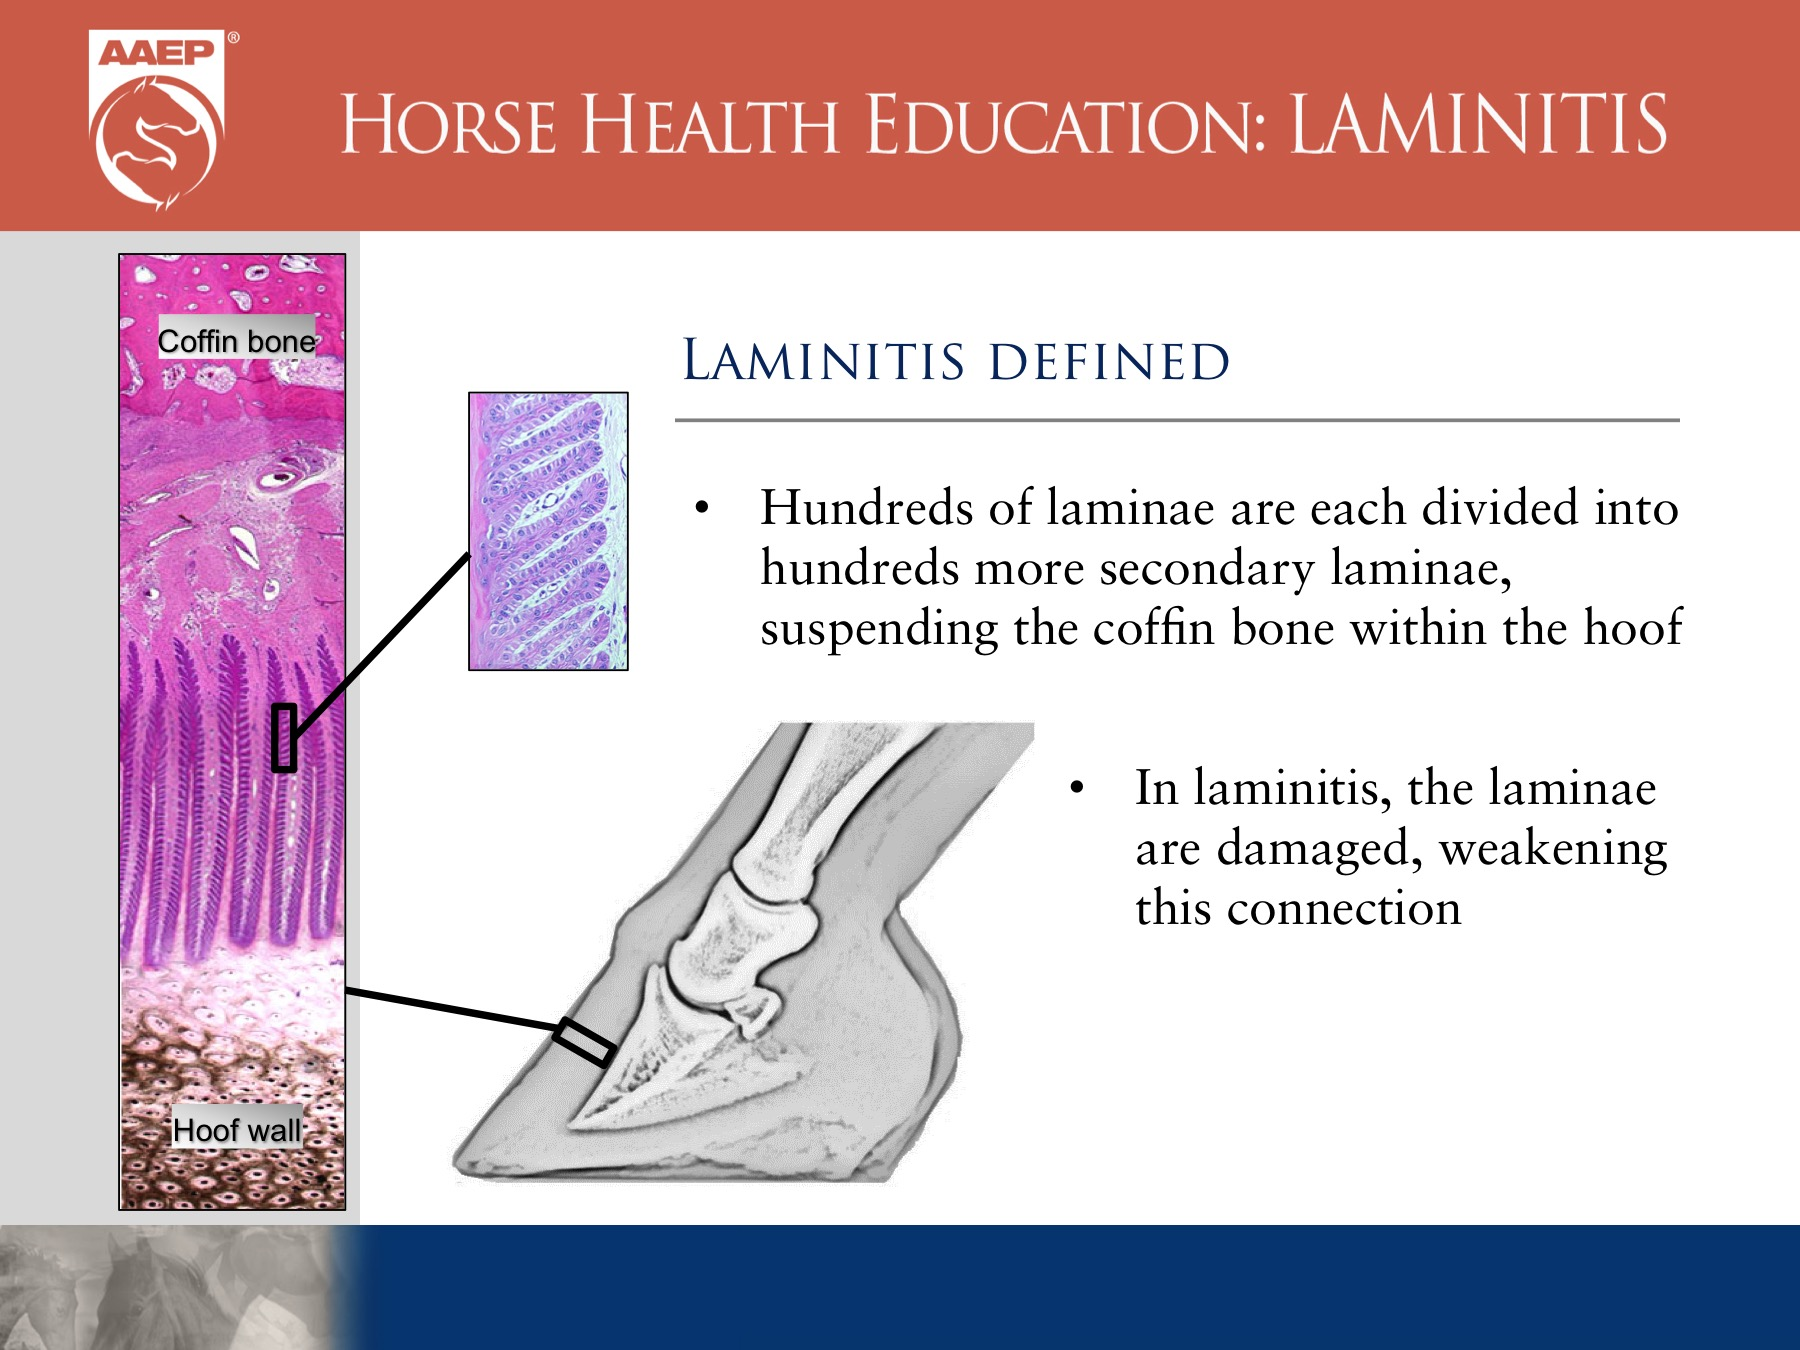 AAEP®
HORSE HEALTH EDUCATION: LAMINITIS
Coffin bone
LAMINITIS DEFINED
• Hundreds of laminae are each divided into
hundreds more secondary laminae,
suspending the coffin bone within the hoof
• In laminitis, the laminae
are damaged, weakening
this connection
Hoof wall